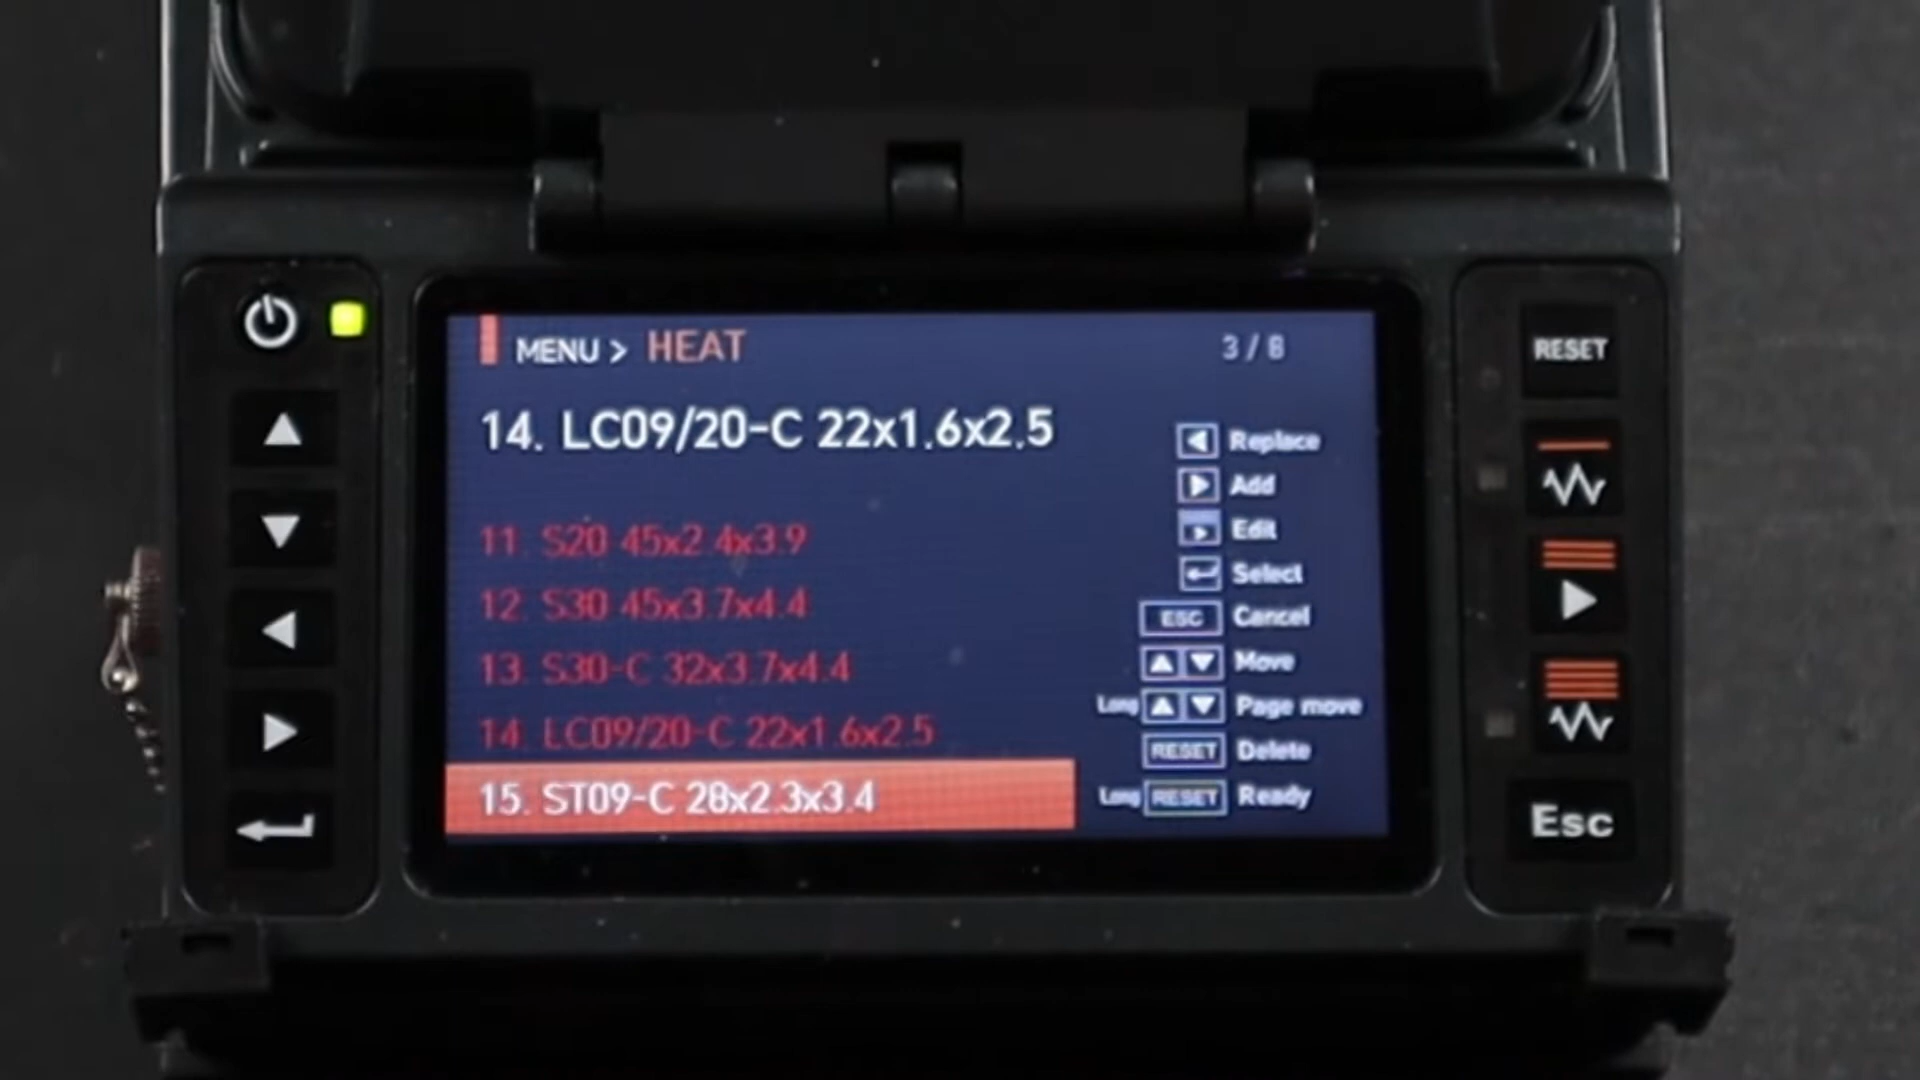 MENU > HEAT 3 / 6
14. LC09/20-C 22x1.6x2.5
11. S20 45x2.4x3.9
12. S30 45x3.7x4.4
13. S30-C 32x3.7x4.4
14. LC09/20-C 22x1.6x2.5
15. ST09-C 28x2.3x3.4
Replace
Add
Edit
Select
ESC Cancel
Move
Long Page move
RESET Delete
Long RESET Ready
RESET
Esc